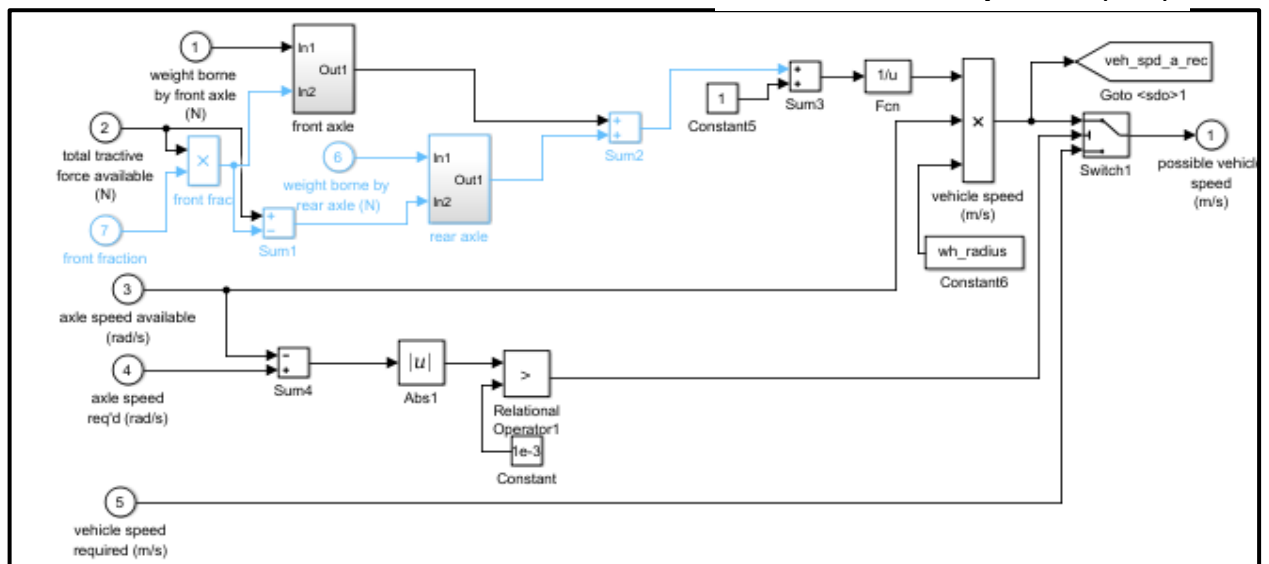 1
weight borne
by front axle
(N)
In1
Out1
In2
front axle
2
total tractive
force available
(N)
×
front frac
7
front fraction
+
−
Sum1
6
weight borne by
rear axle (N)
In1
Out1
In2
rear axle
+
+
Sum2
1
Constant5
+
+
Sum3
1/u
Fcn
×
vehicle speed
(m/s)
wh_radius
Constant6
veh_spd_a_rec
Goto <sdo>1
Switch1
1
possible vehicle
speed
(m/s)
3
axle speed available
(rad/s)
4
axle speed
req'd (rad/s)
−
+
Sum4
|u|
Abs1
>
Relational
Operator1
1e-3
Constant
5
vehicle speed
required (m/s)